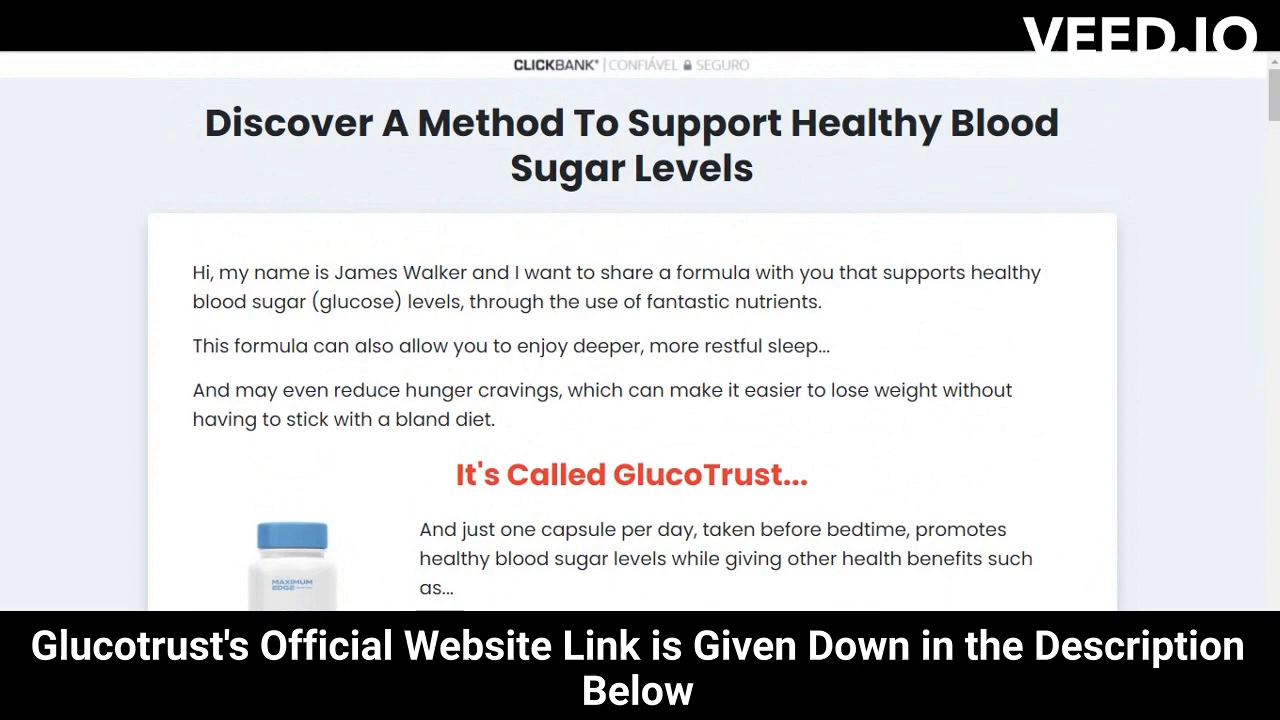 VEED.IO
CLICKBANK® | CONFIÁVEL SEGURO
Discover A Method To Support Healthy Blood
Sugar Levels
Hi, my name is James Walker and I want to share a formula with you that supports healthy
blood sugar (glucose) levels, through the use of fantastic nutrients.
This formula can also allow you to enjoy deeper, more restful sleep...
And may even reduce hunger cravings, which can make it easier to lose weight without
having to stick with a bland diet.
It's Called GlucoTrust...
And just one capsule per day, taken before bedtime, promotes
healthy blood sugar levels while giving other health benefits such
as...
MAXIMUM
EDGE
Glucotrust's Official Website Link is Given Down in the Description
Below